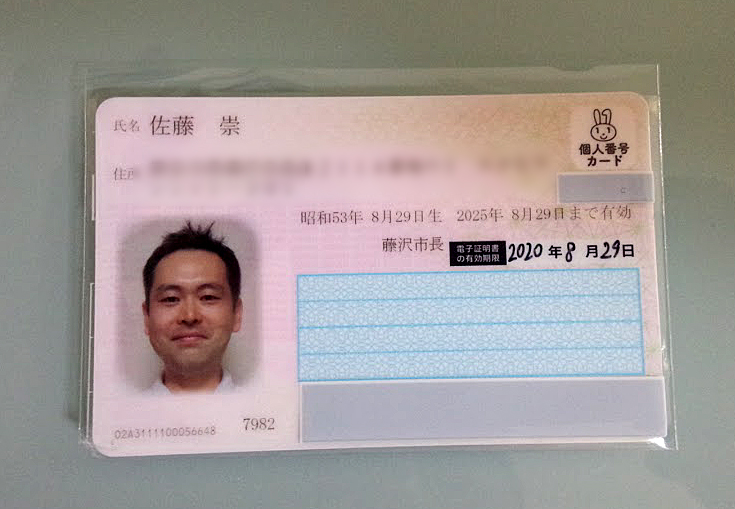 氏名 佐藤 崇
個人番号
カード
住所
昭和53年 8月29日生 2025年 8月29日まで有効
藤沢市長
電子証明書
の有効期限 2020年8月29日
02A3111100056648
7982